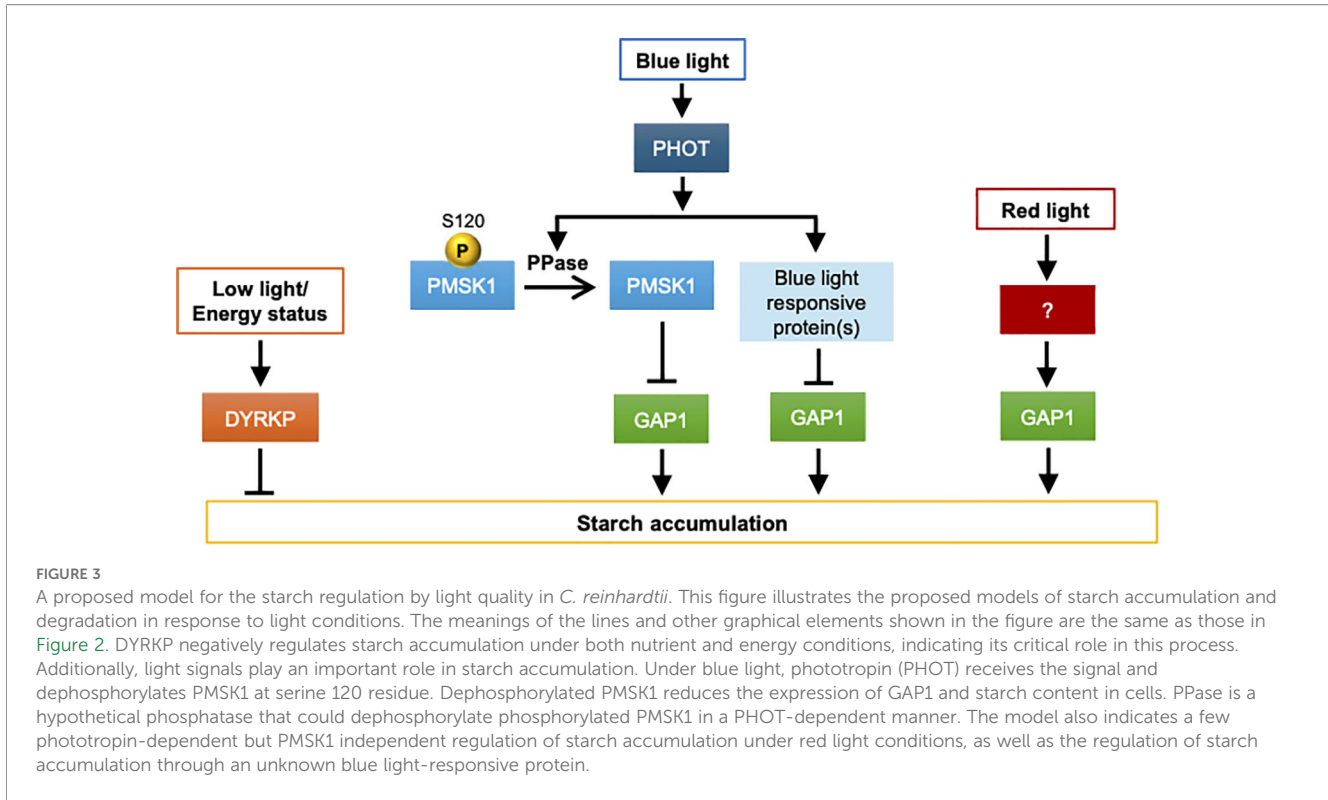 Blue light
PHOT
Red light
S120
P
PPase
PMSK1
PMSK1
Blue light
responsive
protein(s)
?
Low light/
Energy status
DYRKP
GAP1
GAP1
GAP1
Starch accumulation
FIGURE 3
A proposed model for the starch regulation by light quality in C. reinhardtii. This figure illustrates the proposed models of starch accumulation and
degradation in response to light conditions. The meanings of the lines and other graphical elements shown in the figure are the same as those in
Figure 2. DYRKP negatively regulates starch accumulation under both nutrient and energy conditions, indicating its critical role in this process.
Additionally, light signals play an important role in starch accumulation. Under blue light, phototropin (PHOT) receives the signal and
dephosphorylates PMSK1 at serine 120 residue. Dephosphorylated PMSK1 reduces the expression of GAP1 and starch content in cells. PPase is a
hypothetical phosphatase that could dephosphorylate phosphorylated PMSK1 in a PHOT-dependent manner. The model also indicates a few
phototropin-dependent but PMSK1 independent regulation of starch accumulation under red light conditions, as well as the regulation of starch
accumulation through an unknown blue light-responsive protein.